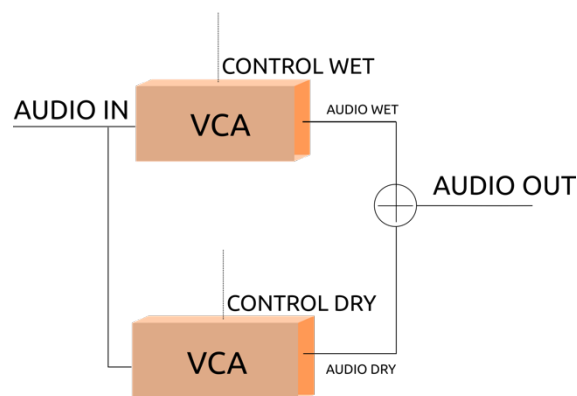 CONTROL WET
AUDIO IN
VCA
AUDIO WET
AUDIO OUT
CONTROL DRY
VCA
AUDIO DRY